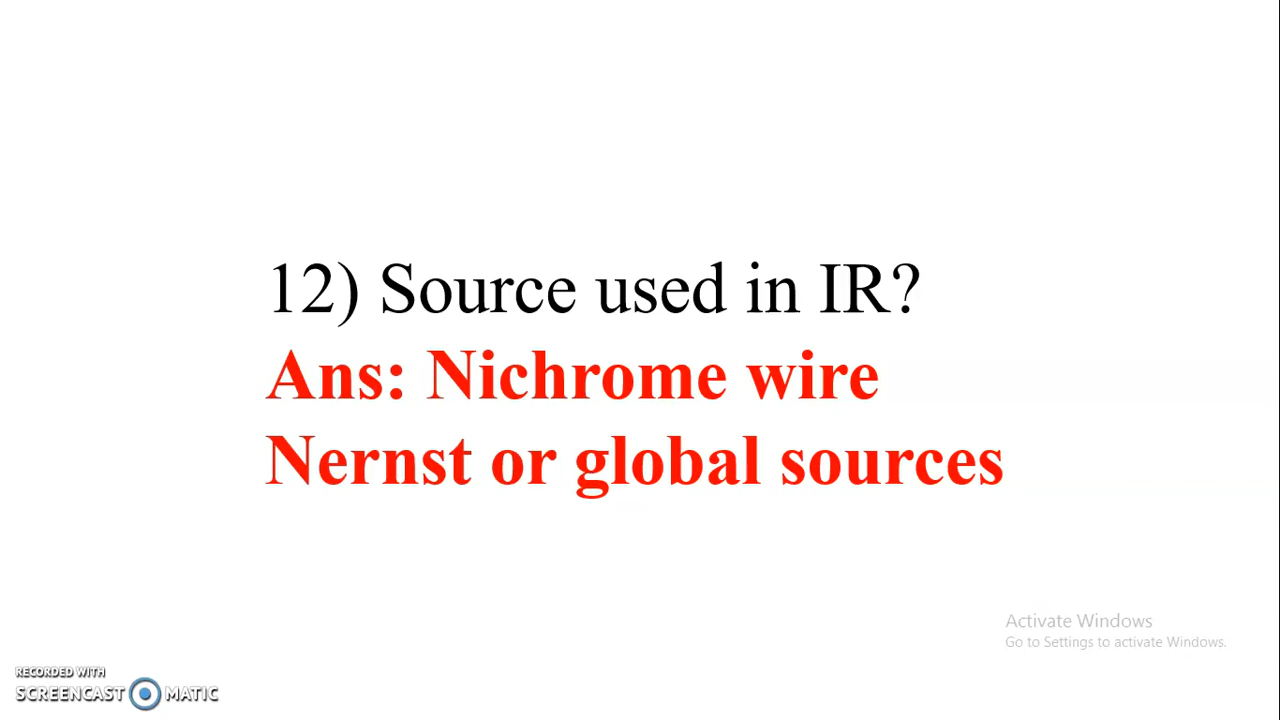 12) Source used in IR?
Ans: Nichrome wire
Nernst or global sources
Activate Windows
Go to Settings to activate Windows.
RECORDED WITH
SCREENCAST MATIC